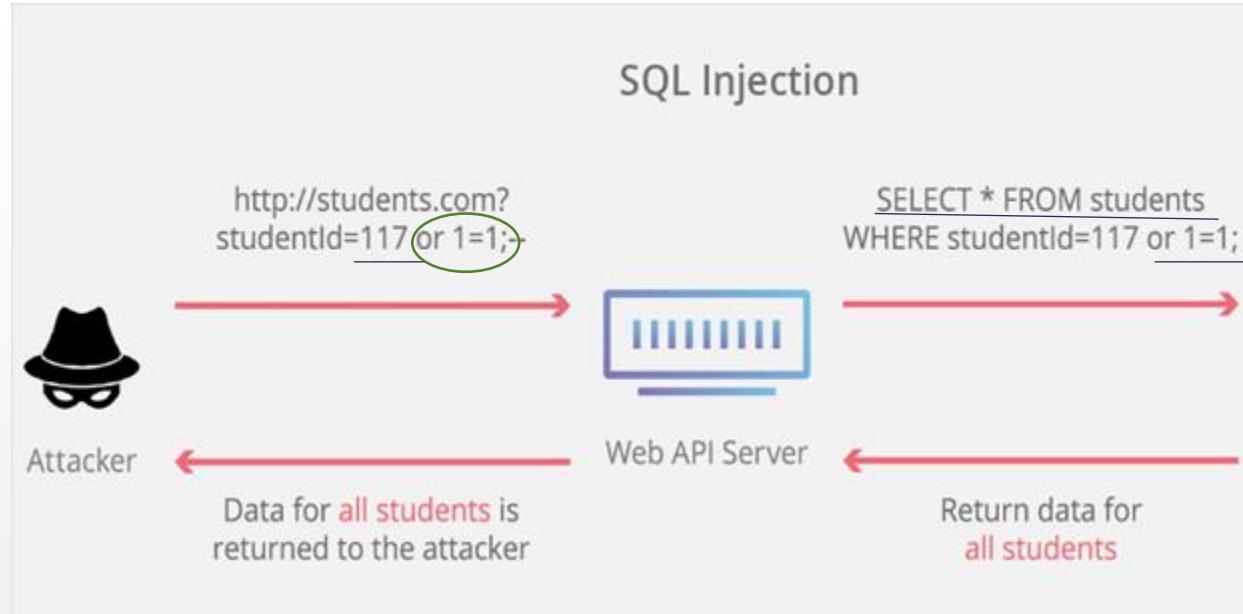 SQL Injection
http://students.com?
studentId=117 or 1=1;--
SELECT * FROM students
WHERE studentId=117 or 1=1;
Attacker
Web API Server
Data for all students is
returned to the attacker
Return data for
all students